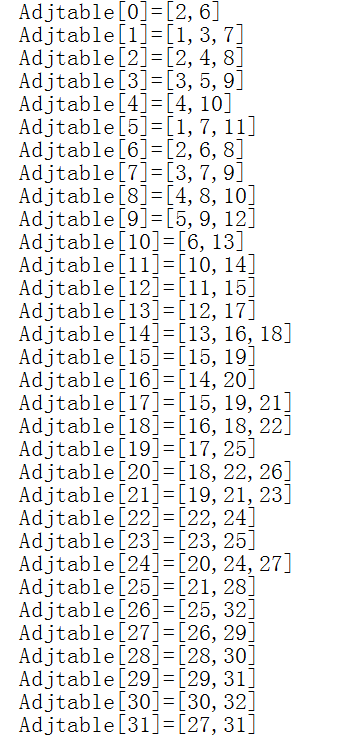 Adjtable[0]=[2,6]
Adjtable[1]=[1,3,7]
Adjtable[2]=[2,4,8]
Adjtable[3]=[3,5,9]
Adjtable[4]=[4,10]
Adjtable[5]=[1,7,11]
Adjtable[6]=[2,6,8]
Adjtable[7]=[3,7,9]
Adjtable[8]=[4,8,10]
Adjtable[9]=[5,9,12]
Adjtable[10]=[6,13]
Adjtable[11]=[10,14]
Adjtable[12]=[11,15]
Adjtable[13]=[12,17]
Adjtable[14]=[13,16,18]
Adjtable[15]=[15,19]
Adjtable[16]=[14,20]
Adjtable[17]=[15,19,21]
Adjtable[18]=[16,18,22]
Adjtable[19]=[17,25]
Adjtable[20]=[18,22,26]
Adjtable[21]=[19,21,23]
Adjtable[22]=[22,24]
Adjtable[23]=[23,25]
Adjtable[24]=[20,24,27]
Adjtable[25]=[21,28]
Adjtable[26]=[25,32]
Adjtable[27]=[26,29]
Adjtable[28]=[28,30]
Adjtable[29]=[29,31]
Adjtable[30]=[30,32]
Adjtable[31]=[27,31]